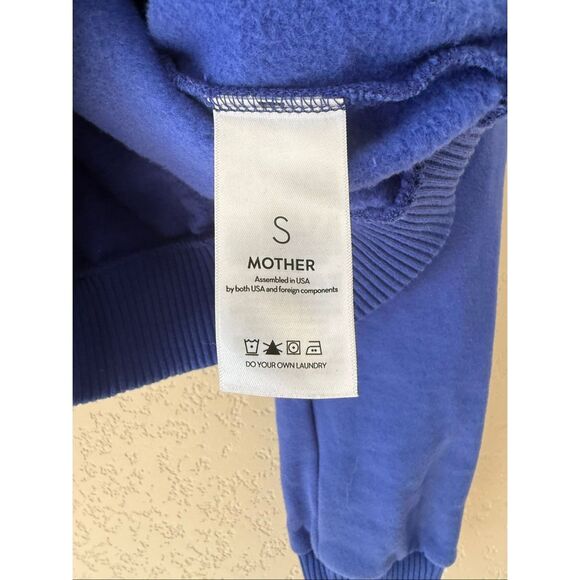 S
MOTHER
Assembled in USA
by both USA and foreign components
DO YOUR OWN LAUNDRY